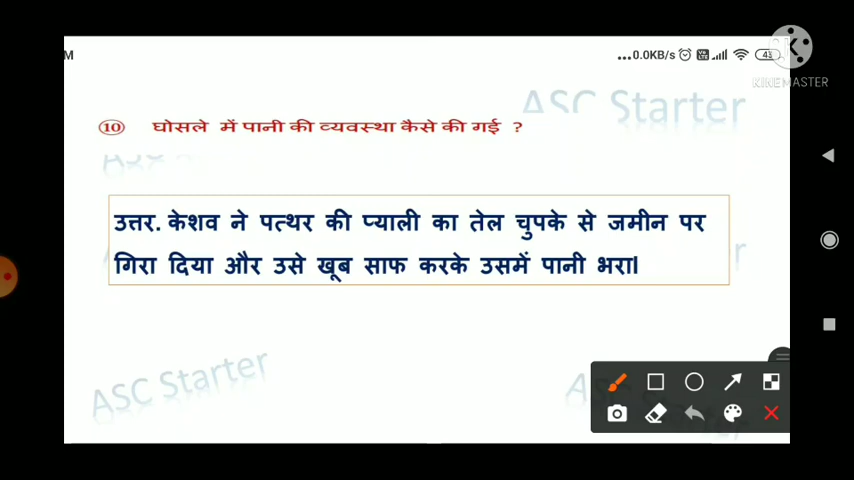 M
...0.0KB/s
43
KINEMASTER
ASC Starter
10 घोसले में पानी की व्यवस्था कैसे की गई ?
उत्तर. केशव ने पत्थर की प्याली का तेल चुपके से जमीन पर
गिरा दिया और उसे खूब साफ करके उसमें पानी भरा।
ASC Starter